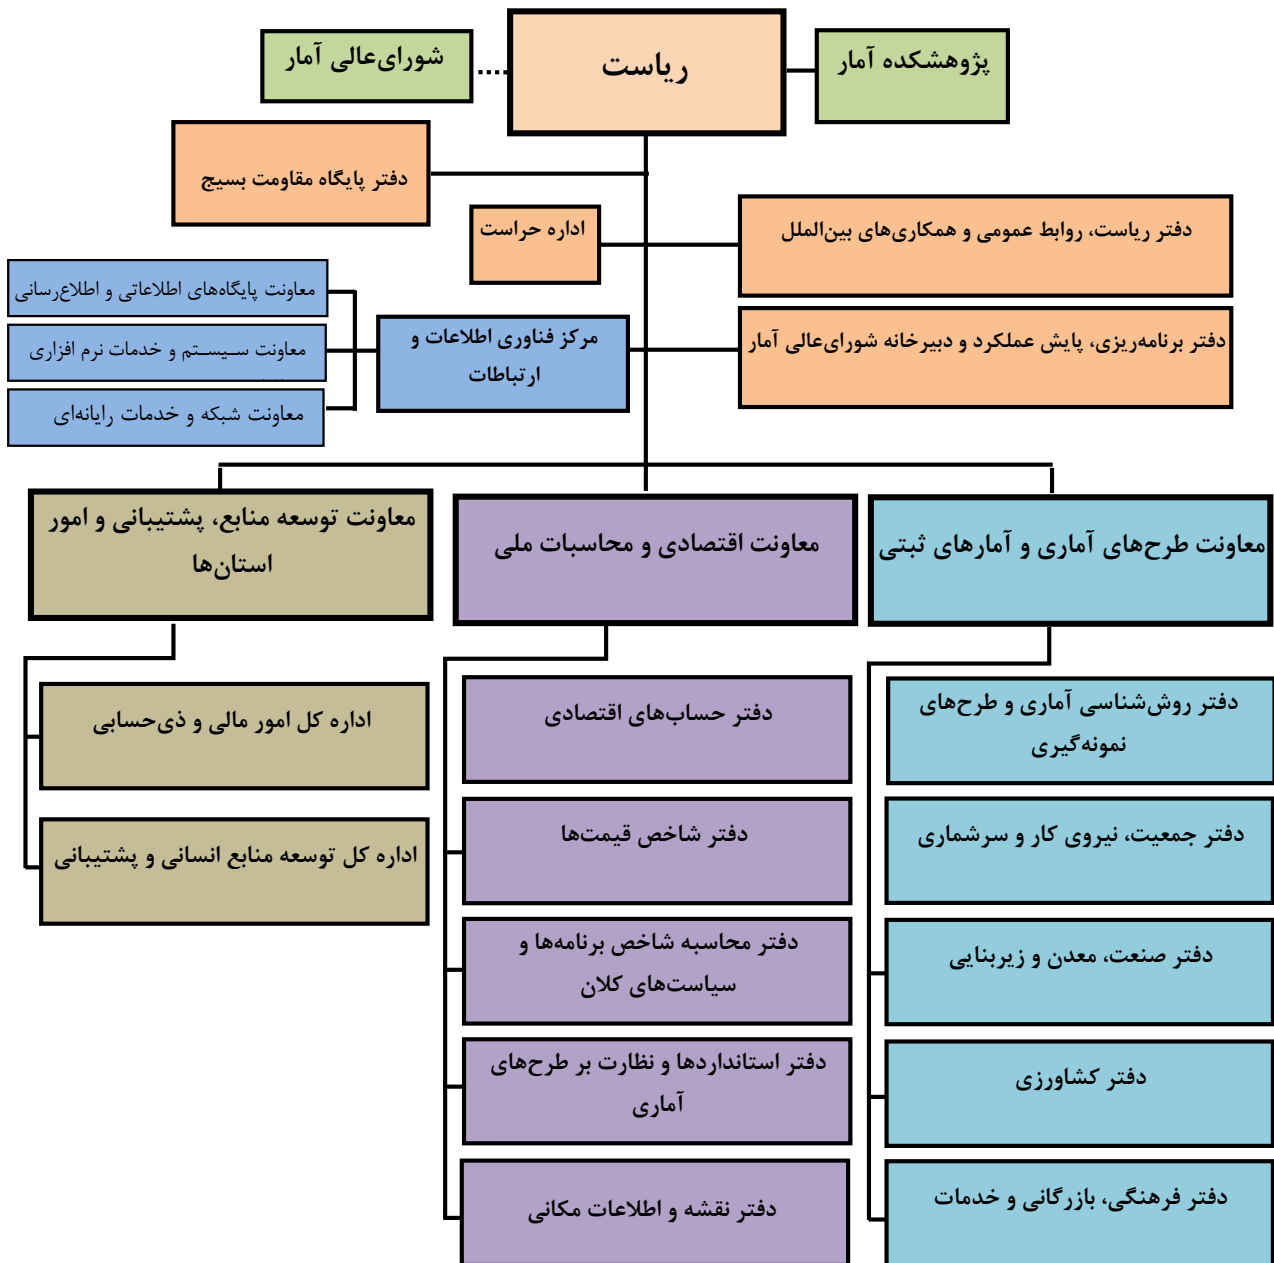 پژوهشکده آمار
ریاست
شورای‌عالی آمار
دفتر پایگاه مقاومت بسیج
دفتر ریاست، روابط عمومی و همکاری‌های بین‌الملل
اداره حراست
دفتر برنامه‌ریزی، پایش عملکرد و دبیرخانه شورای‌عالی آمار
مرکز فناوری اطلاعات و
ارتباطات
معاونت پایگاه‌های اطلاعاتی و اطلاع‌رسانی
معاونت سـیسـتم و خدمات نرم افزاری
معاونت شبکه و خدمات رایانه‌ای
معاونت طرح‌های آماری و آمارهای ثبتی
دفتر روش‌شناسی آماری و طرح‌های
نمونه‌گیری
دفتر جمعیت، نیروی کار و سرشماری
دفتر صنعت، معدن و زیربنایی
دفتر کشاورزی
دفتر فرهنگی، بازرگانی و خدمات
معاونت اقتصادی و محاسبات ملی
دفتر حساب‌های اقتصادی
دفتر شاخص قیمت‌ها
دفتر محاسبه شاخص برنامه‌ها و
سیاست‌های کلان
دفتر استانداردها و نظارت بر طرح‌های
آماری
دفتر نقشه و اطلاعات مکانی
معاونت توسعه منابع، پشتیبانی و امور
استان‌ها
اداره کل امور مالی و ذی‌حسابی
اداره کل توسعه منابع انسانی و پشتیبانی